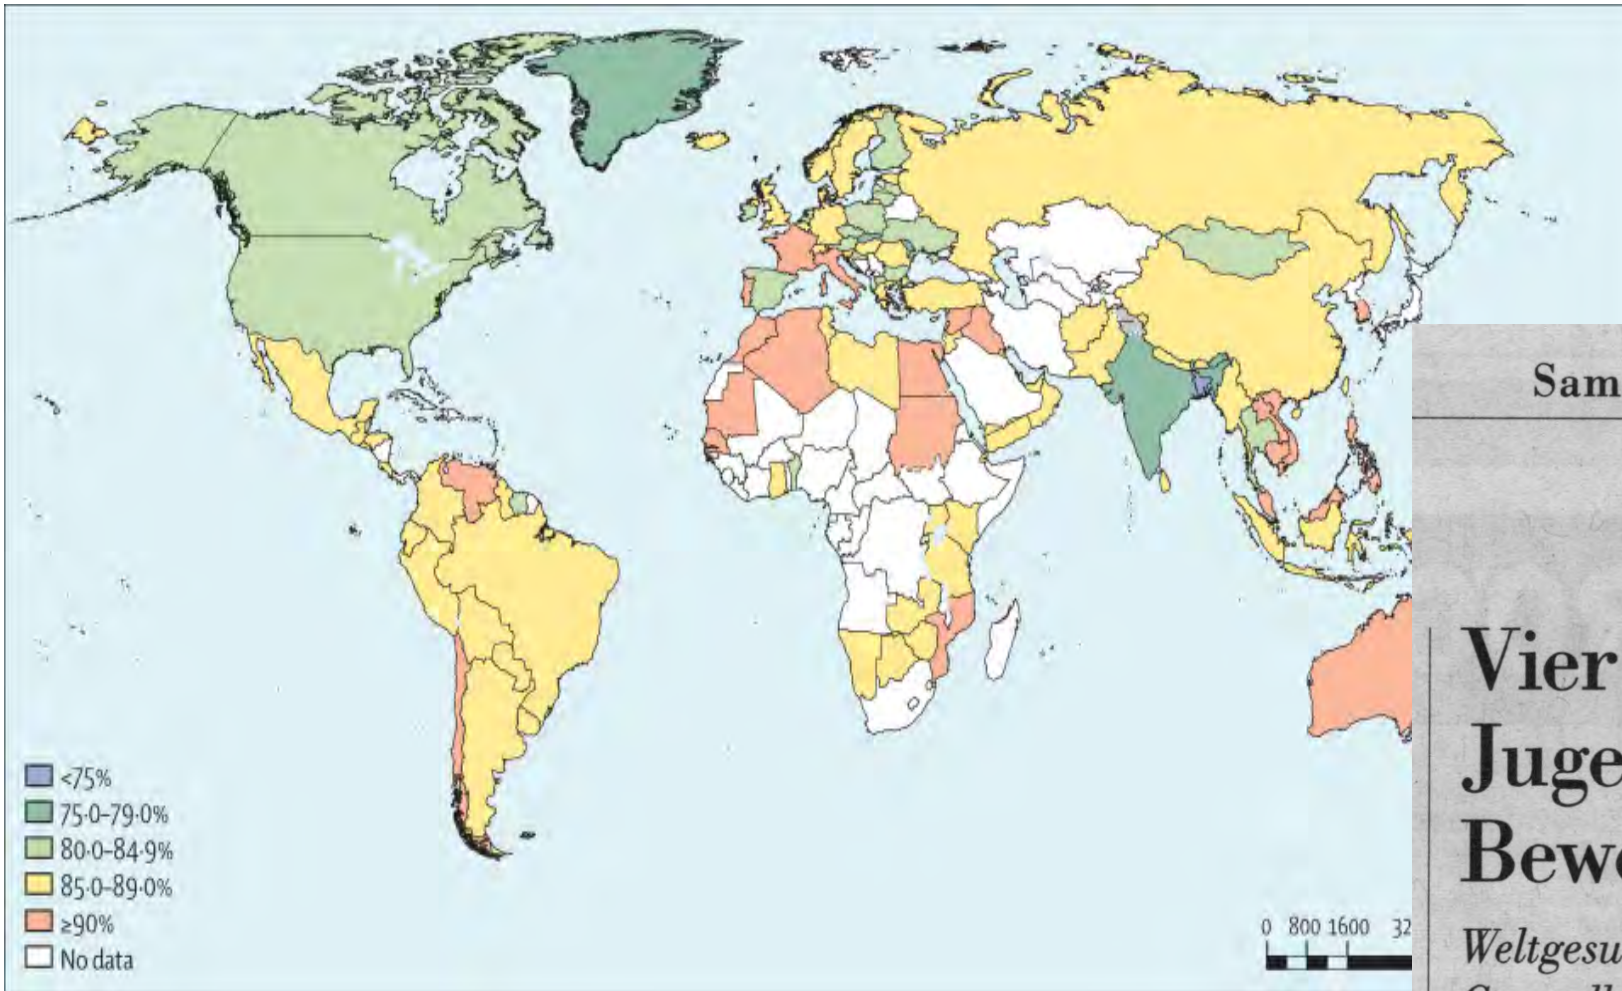 <75%
75·0–79·0%
80·0–84·9%
85·0–89·0%
≥90%
No data
0 800 1600 32
Sam
Vier
Juge
Bewe
Weltgesu